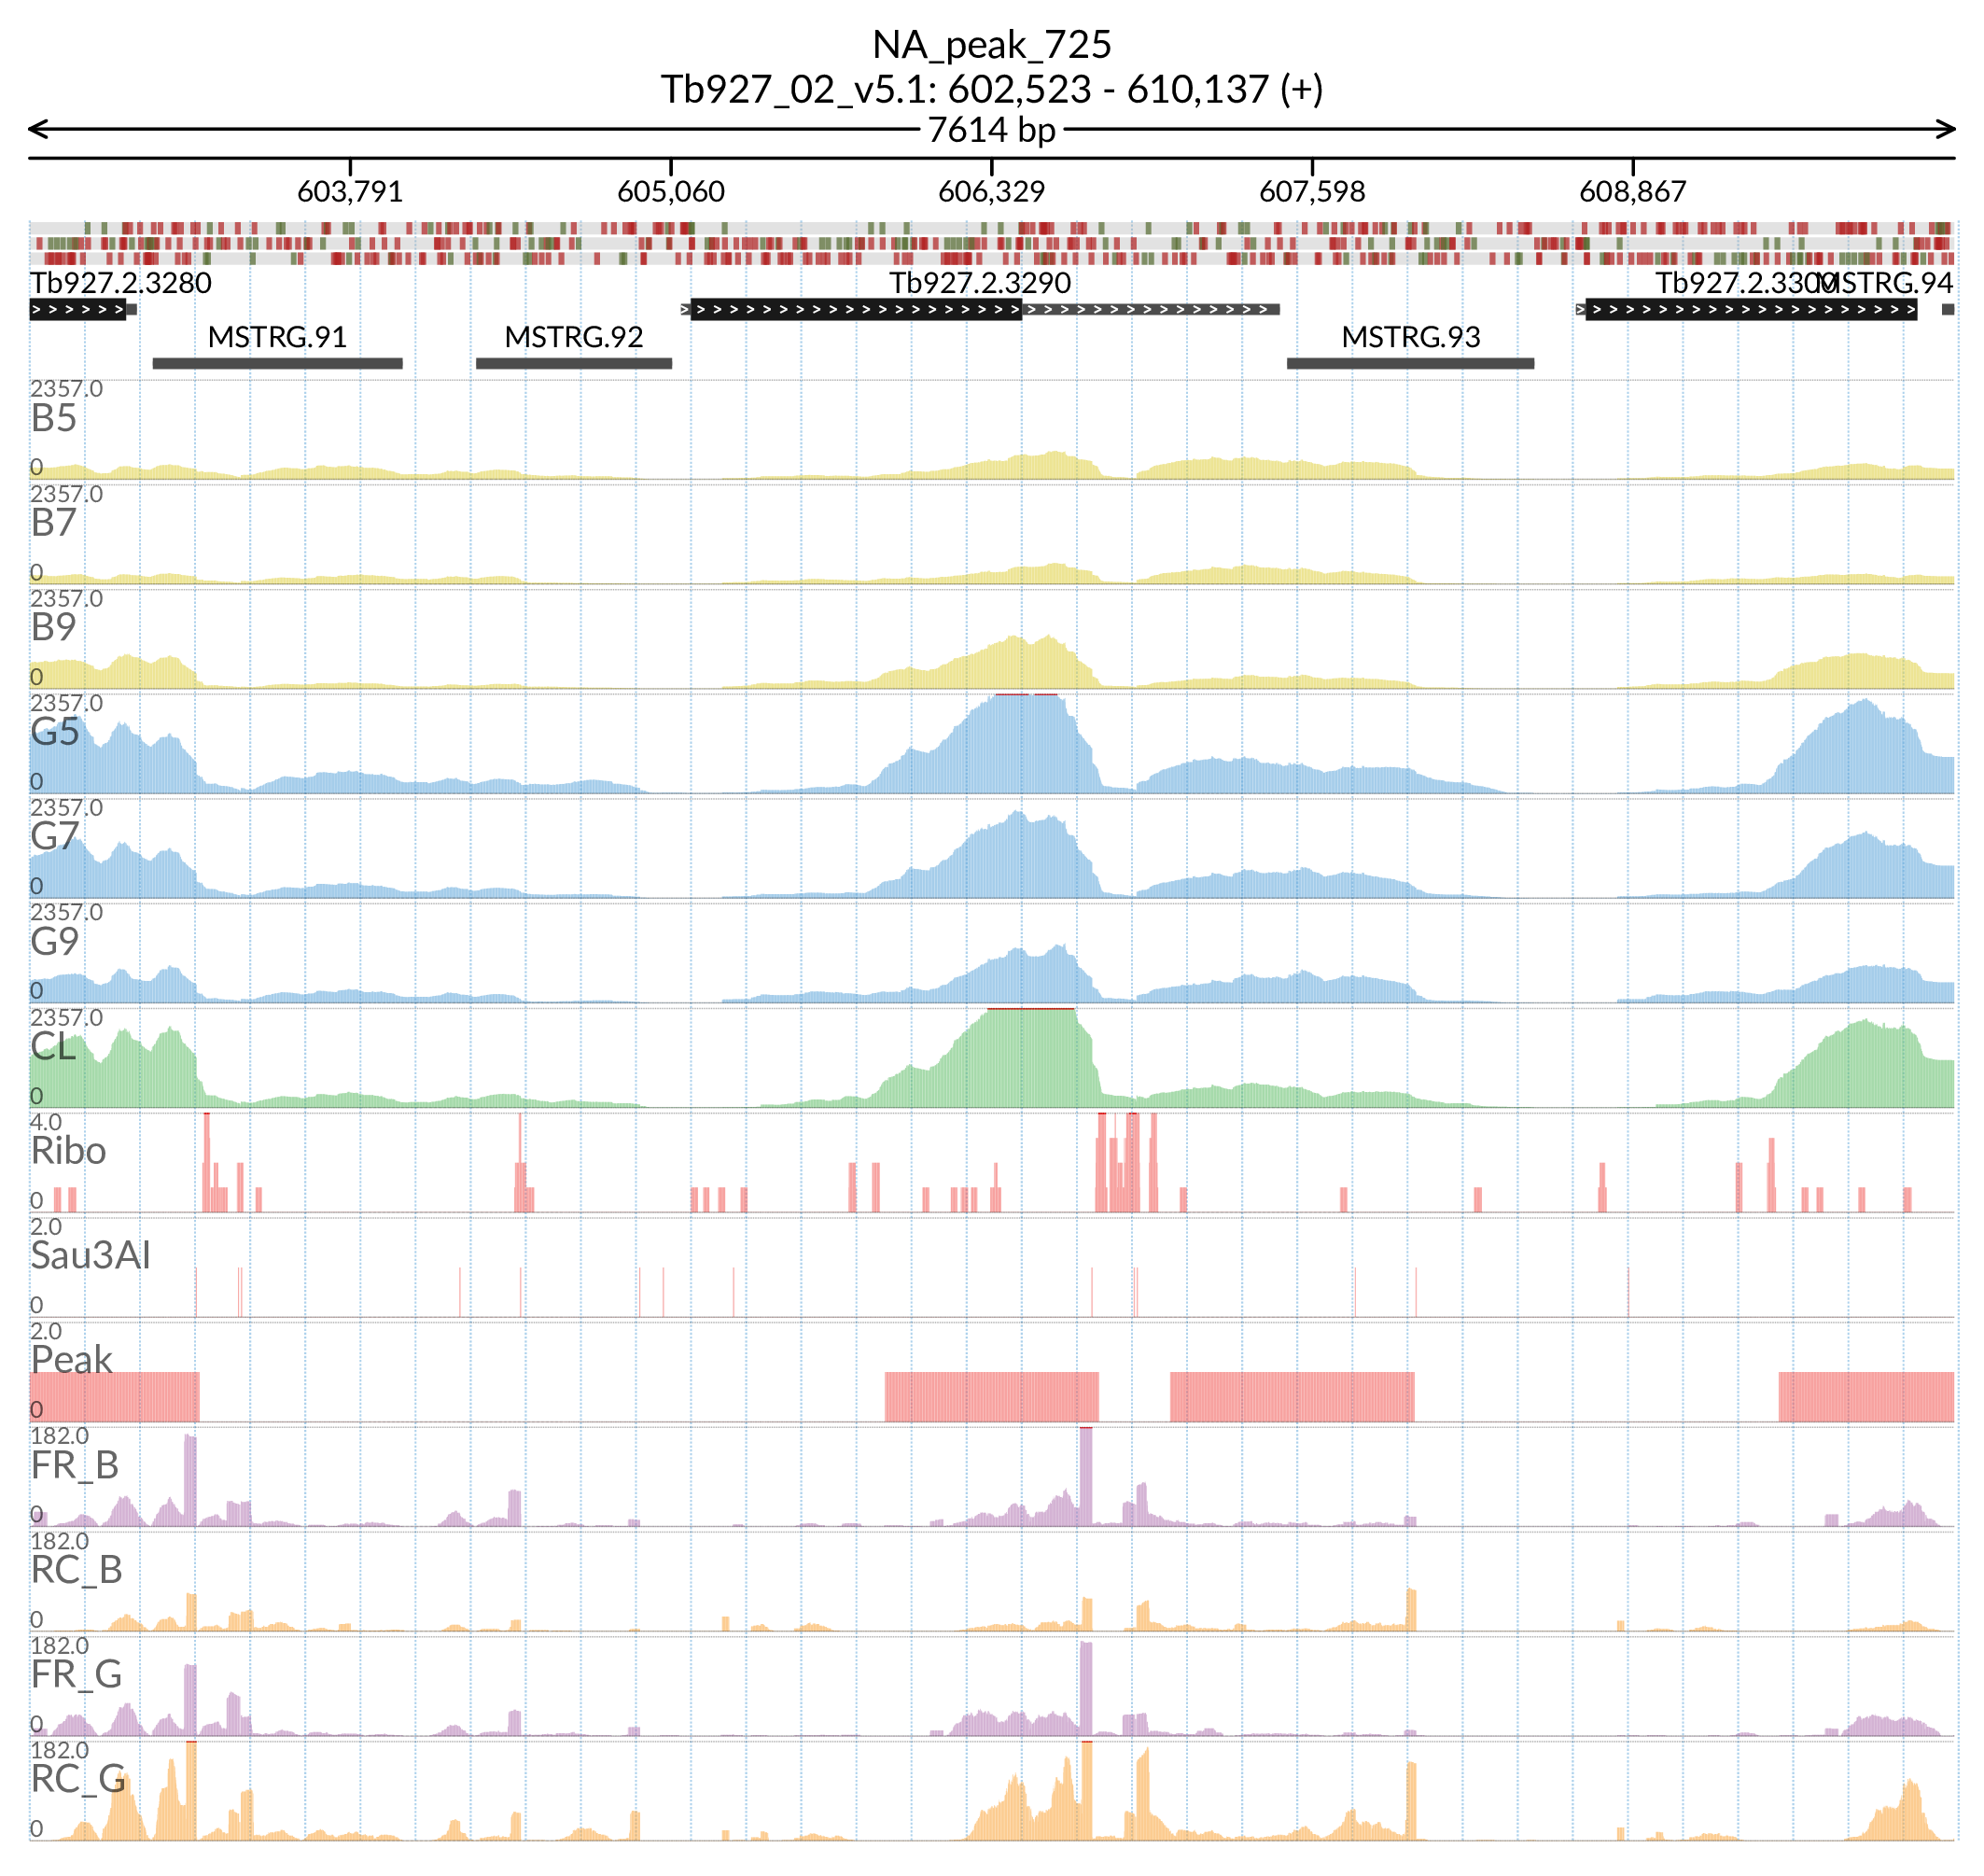 NA_peak_725
Tb927_02_v5.1: 602,523 - 610,137 (+)
7614 bp
603,791 605,060 606,329 607,598 608,867
Tb927.2.3280 Tb927.2.3290 Tb927.2.3300 MSTRG.94
MSTRG.91 MSTRG.92 MSTRG.93
2357.0
B5
0
2357.0
B7
0
2357.0
B9
0
2357.0
G5
0
2357.0
G7
0
2357.0
G9
0
2357.0
CL
0
4.0
Ribo
0
2.0
Sau3AI
0
2.0
Peak
0
182.0
FR_B
0
182.0
RC_B
0
182.0
FR_G
0
182.0
RC_G
0